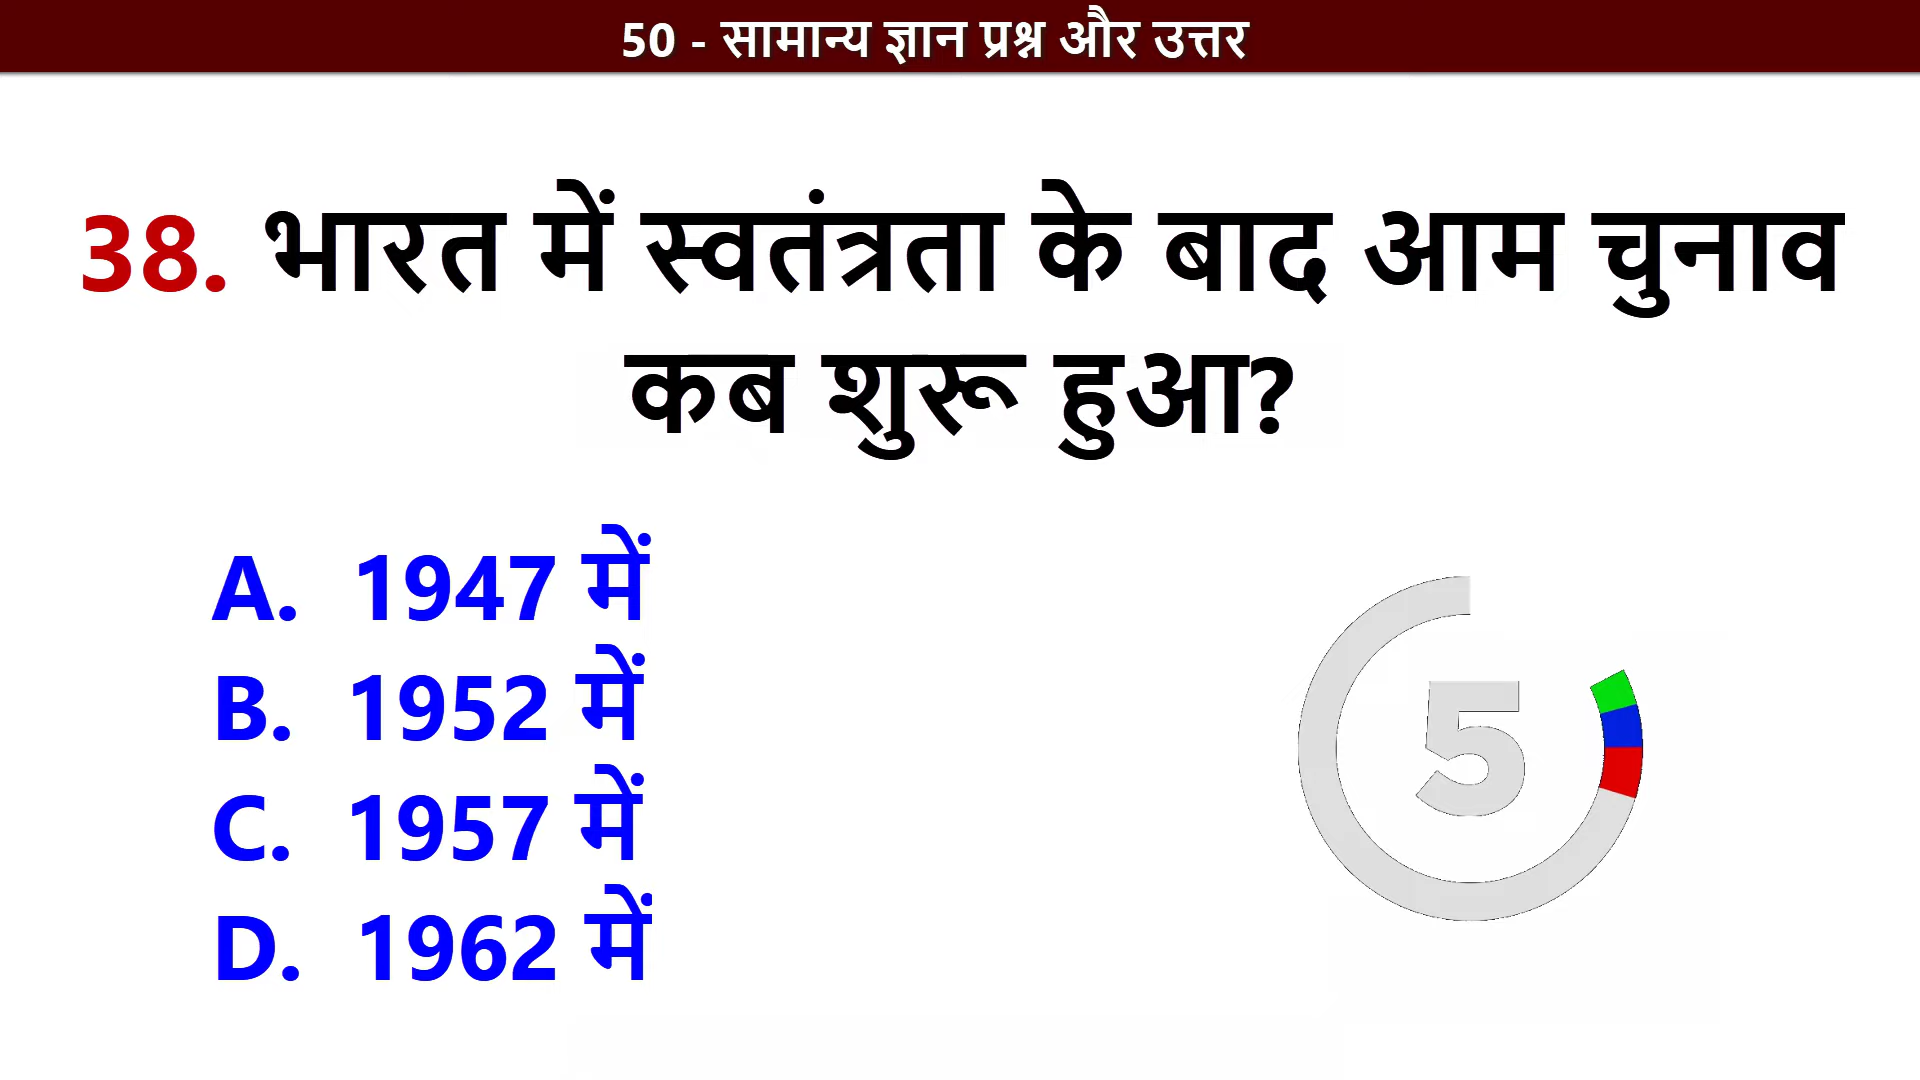 50 - सामान्य ज्ञान प्रश्न और उत्तर
38. भारत में स्वतंत्रता के बाद आम चुनाव
कब शुरू हुआ?
A. 1947 में
B. 1952 में
C. 1957 में
D. 1962 में
5